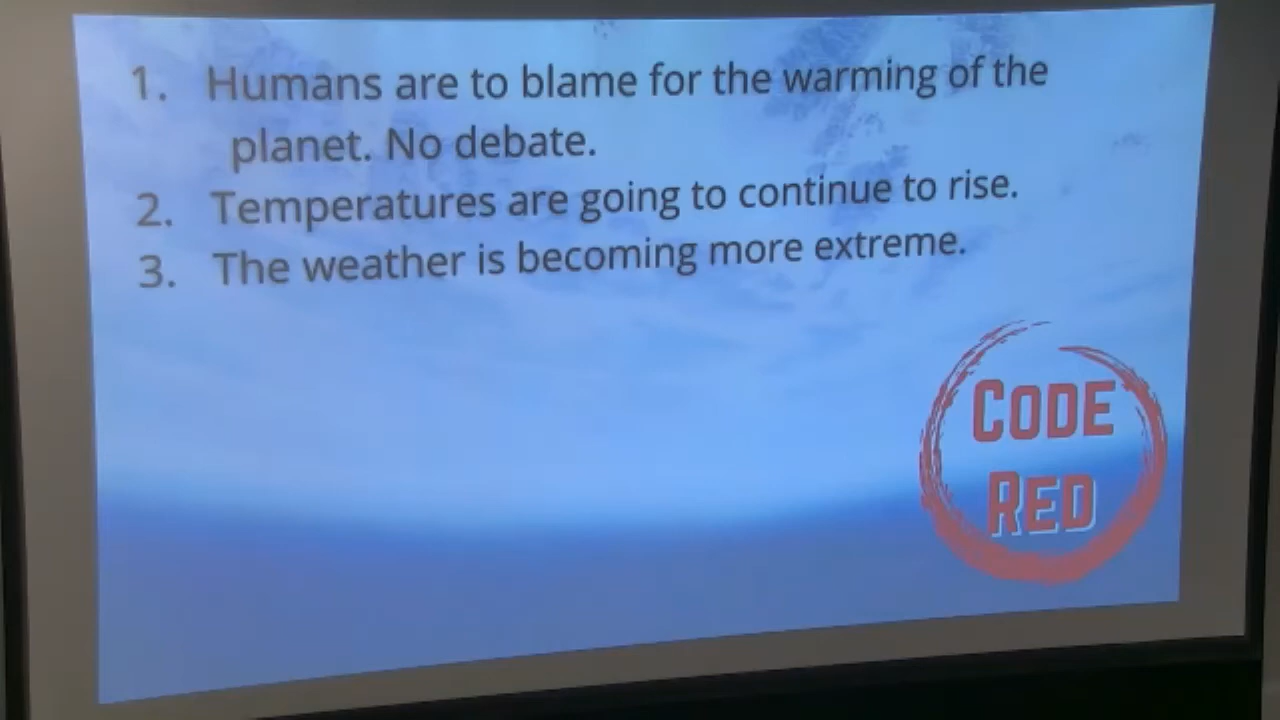 1. Humans are to blame for the warming of the
planet. No debate.
2. Temperatures are going to continue to rise.
3. The weather is becoming more extreme.
CODE
RED